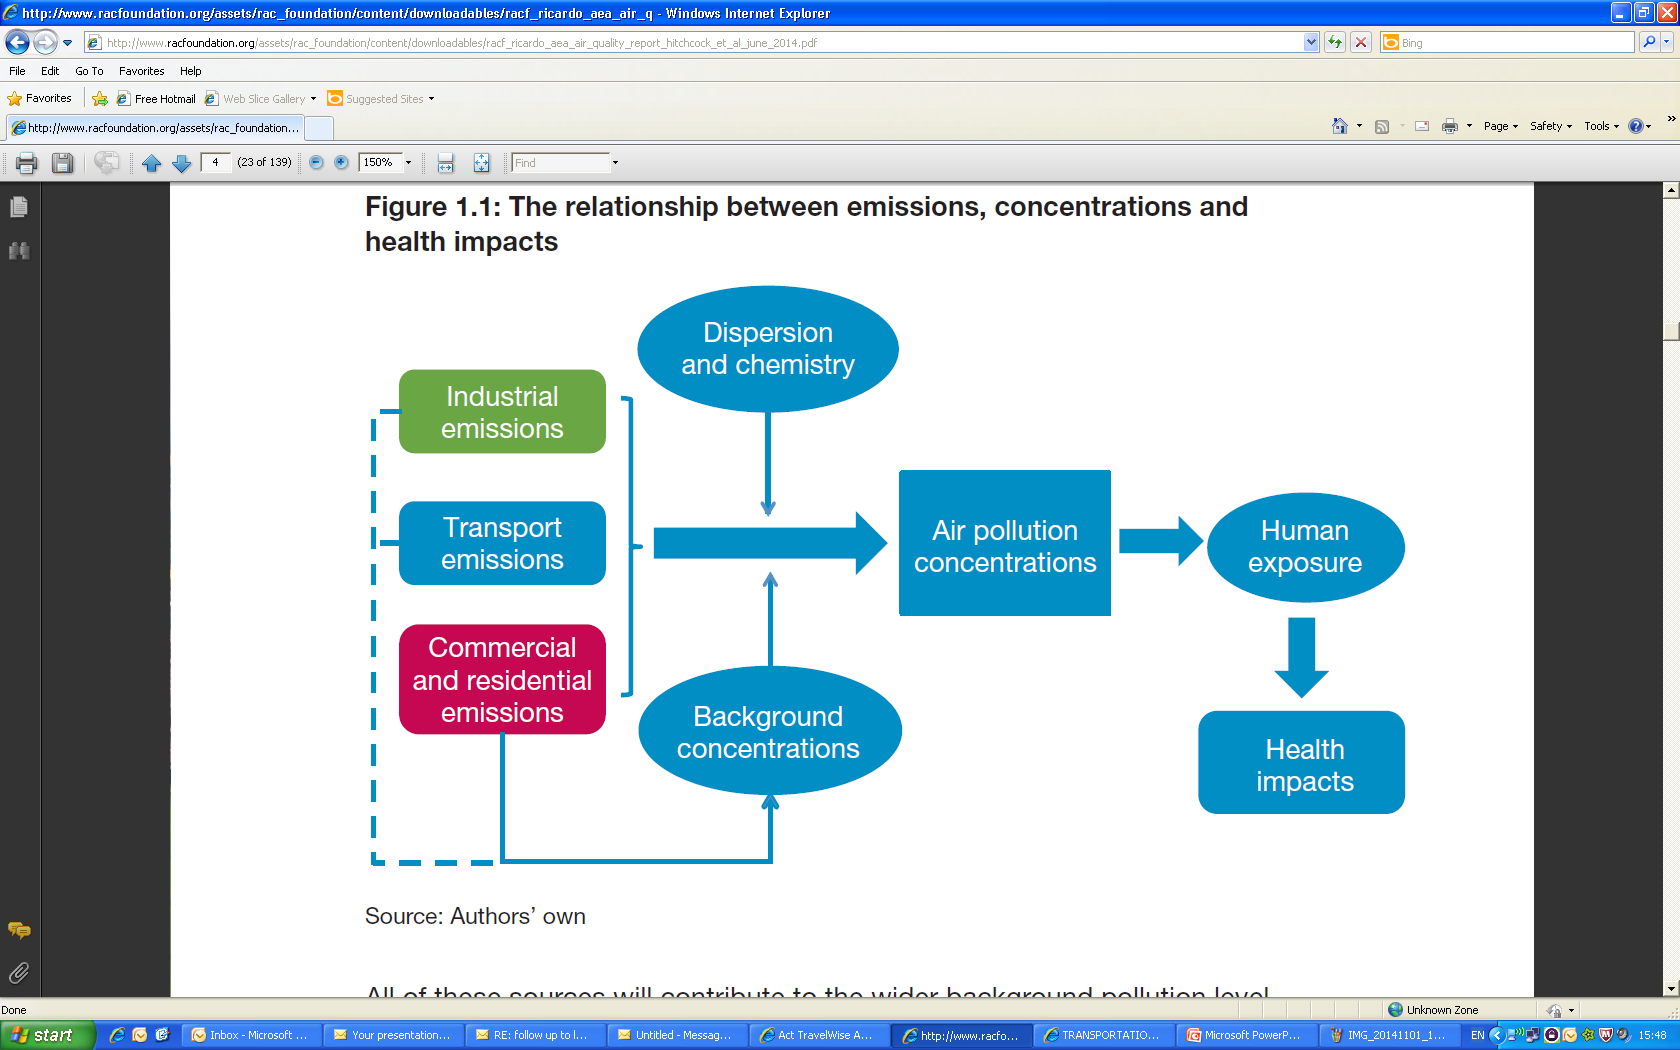 http://www.racfoundation.org/assets/rac_foundation/content/downloadables/racf_ricardo_aea_air_q - Windows Internet Explorer
http://www.racfoundation.org/assets/rac_foundation/content/downloadables/racf_ricardo_aea_air_quality_report_hitchcock_et_al_june_2014.pdf
Bing
File Edit Go To Favorites Help
Favorites Free Hotmail Web Slice Gallery Suggested Sites
http://www.racfoundation.org/assets/rac_foundation...
Page Safety Tools »
4 (23 of 139) 150% Find
Figure 1.1: The relationship between emissions, concentrations and
health impacts
Dispersion
and chemistry
Industrial
emissions
Transport
emissions
Air pollution
concentrations
Human
exposure
Commercial
and residential
emissions
Background
concentrations
Health
impacts
Source: Authors' own
All of these sources will contribute to the wider background pollution level
Done
Unknown Zone
start
Inbox - Microsoft ...
Your presentation...
RE: follow up to l...
Untitled - Messag...
Act TravelWise A...
http://www.racfo...
TRANSPORTATIO...
Microsoft PowerP...
IMG_20141101_1...
EN
15:48